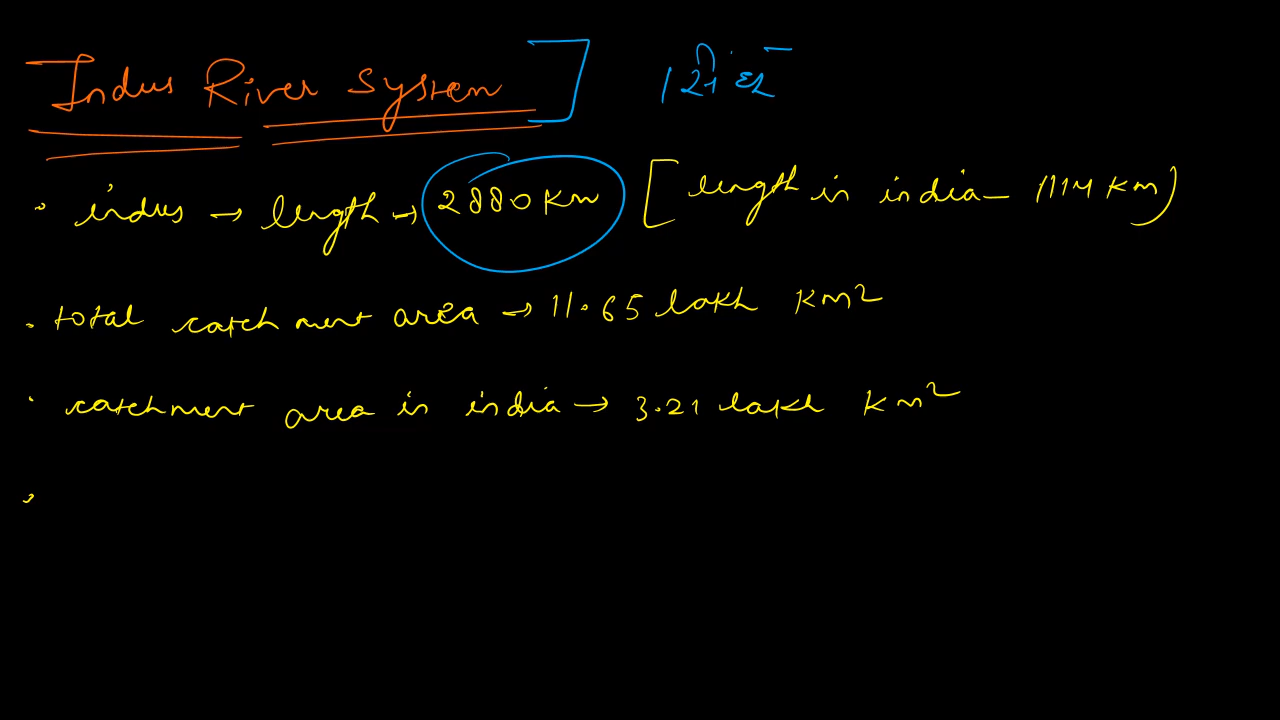 Indus River System
indus → length → 2880 Km [length in india - 1114 Km)
• total catchment area → 11.65 lakh Km²
• catchment area in india → 3.21 lakh Km²